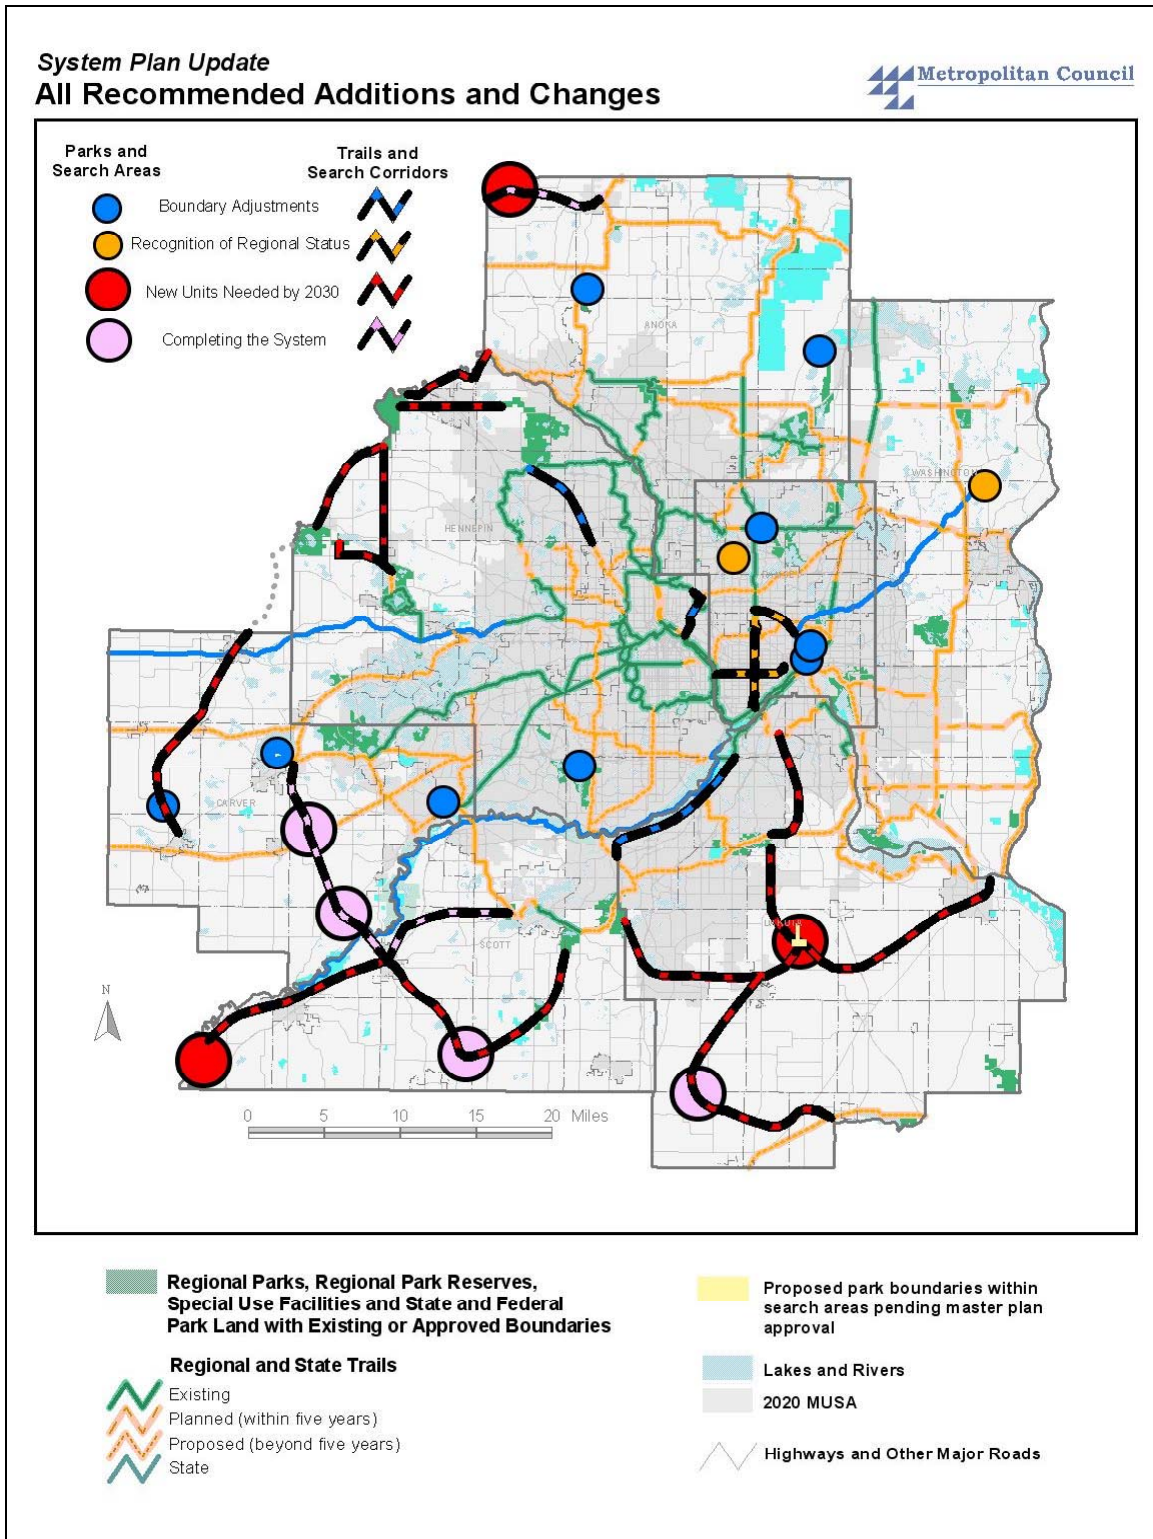 System Plan Update
All Recommended Additions and Changes
Metropolitan Council
Parks and
Search Areas
Trails and
Search Corridors
Boundary Adjustments
Recognition of Regional Status
New Units Needed by 2030
Completing the System
ANOKA
WASHINGTON
HENNEPIN
CARVER
SCOTT
DAKOTA
N
0 5 10 15 20 Miles
Regional Parks, Regional Park Reserves,
Special Use Facilities and State and Federal
Park Land with Existing or Approved Boundaries
Regional and State Trails
Existing
Planned (within five years)
Proposed (beyond five years)
State
Proposed park boundaries within
search areas pending master plan
approval
Lakes and Rivers
2020 MUSA
Highways and Other Major Roads